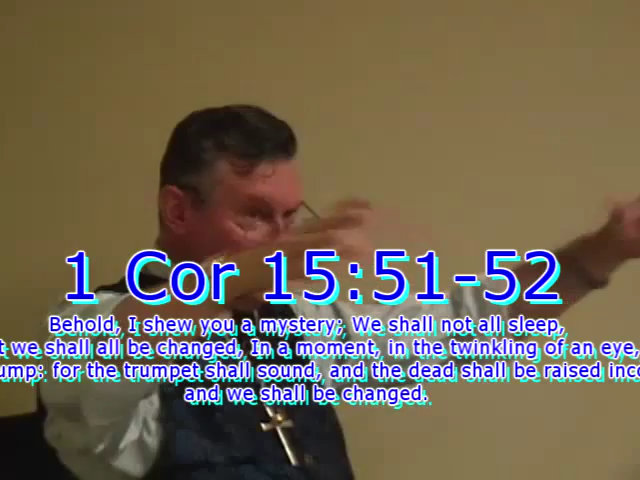 1 Cor 15:51-52
Behold, I shew you a mystery; We shall not all sleep,
we shall all be changed, In a moment, in the twinkling of an eye,
for the trumpet shall sound, and the dead shall be raised
and we shall be changed.